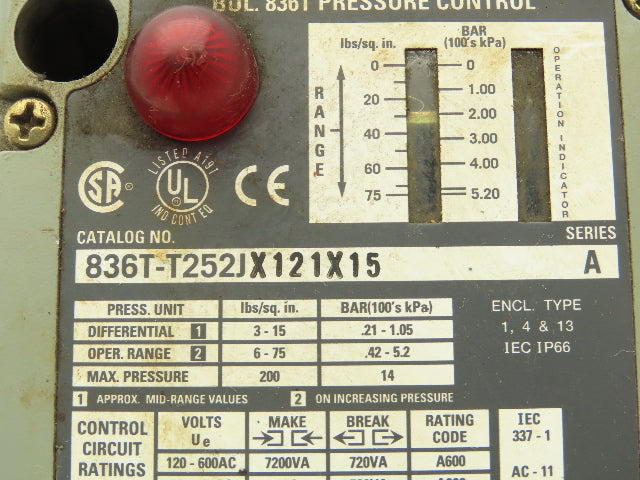 BUL. 836T PRESSURE CONTROL
lbs/sq. in.
BAR
(100's kPa)
RANGE
0
20
40
60
75
0
1.00
2.00
3.00
4.00
5.20
OPERATION INDICATOR
SA ®
LISTED A191
UL ®
IND CONT EQ
CE
CATALOG NO.
SERIES
836T-T252JX121X15 A
PRESS. UNIT lbs/sq. in. BAR(100's kPa)
DIFFERENTIAL 1 3 - 15 .21 - 1.05
OPER. RANGE 2 6 - 75 .42 - 5.2
MAX. PRESSURE 200 14
ENCL. TYPE
1, 4 & 13
IEC IP66
1 APPROX. MID-RANGE VALUES 2 ON INCREASING PRESSURE
CONTROL
CIRCUIT
RATINGS
VOLTS
Ue
MAKE
BREAK
RATING
CODE
IEC
337 - 1
120 - 600AC 7200VA 720VA A600
AC - 11